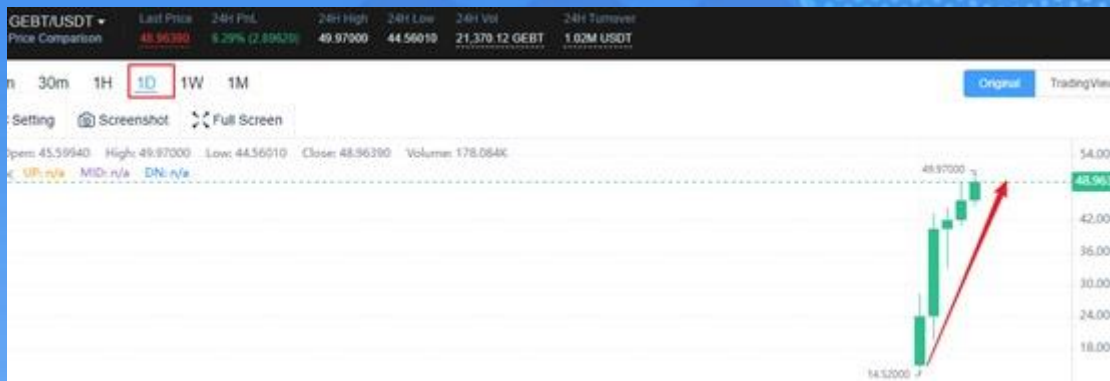 GEBT/USDT Last Price 24H PnL 24H High 24H Low 24H Vol 24H Turnover
Price Comparison 48.96390 6.29% (2.89620) 49.97000 44.56010 21,370.12 GEBT 1.02M USDT
30m 1H 1D 1W 1M Original TradingView
Setting Screenshot Full Screen
Open: 45.59940 High: 49.97000 Low: 44.56010 Close: 48.96390 Volume: 178.084K
UP: n/a MID: n/a DN: n/a
54.00
49.97000
48.963
42.00
36.00
30.00
24.00
18.00
14.52000